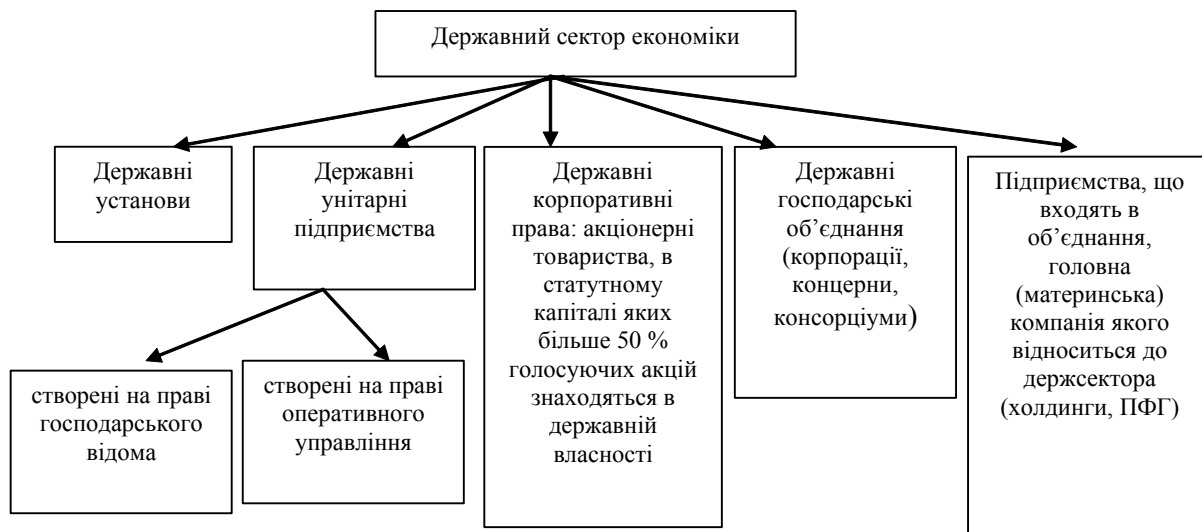 Державний сектор економіки
Державні
установи
Державні
унітарні
підприємства
Державні
корпоративні
права: акціонерні
товариства, в
статутному
капіталі яких
більше 50 %
голосуючих акцій
знаходяться в
державній
власності
Державні
господарські
об’єднання
(корпорації,
концерни,
консорціуми)
Підприємства, що
входять в
об’єднання,
головна
(материнська)
компанія якого
відноситься до
держсектора
(холдинги, ПФГ)
створені на праві
господарського
відома
створені на праві
оперативного
управління